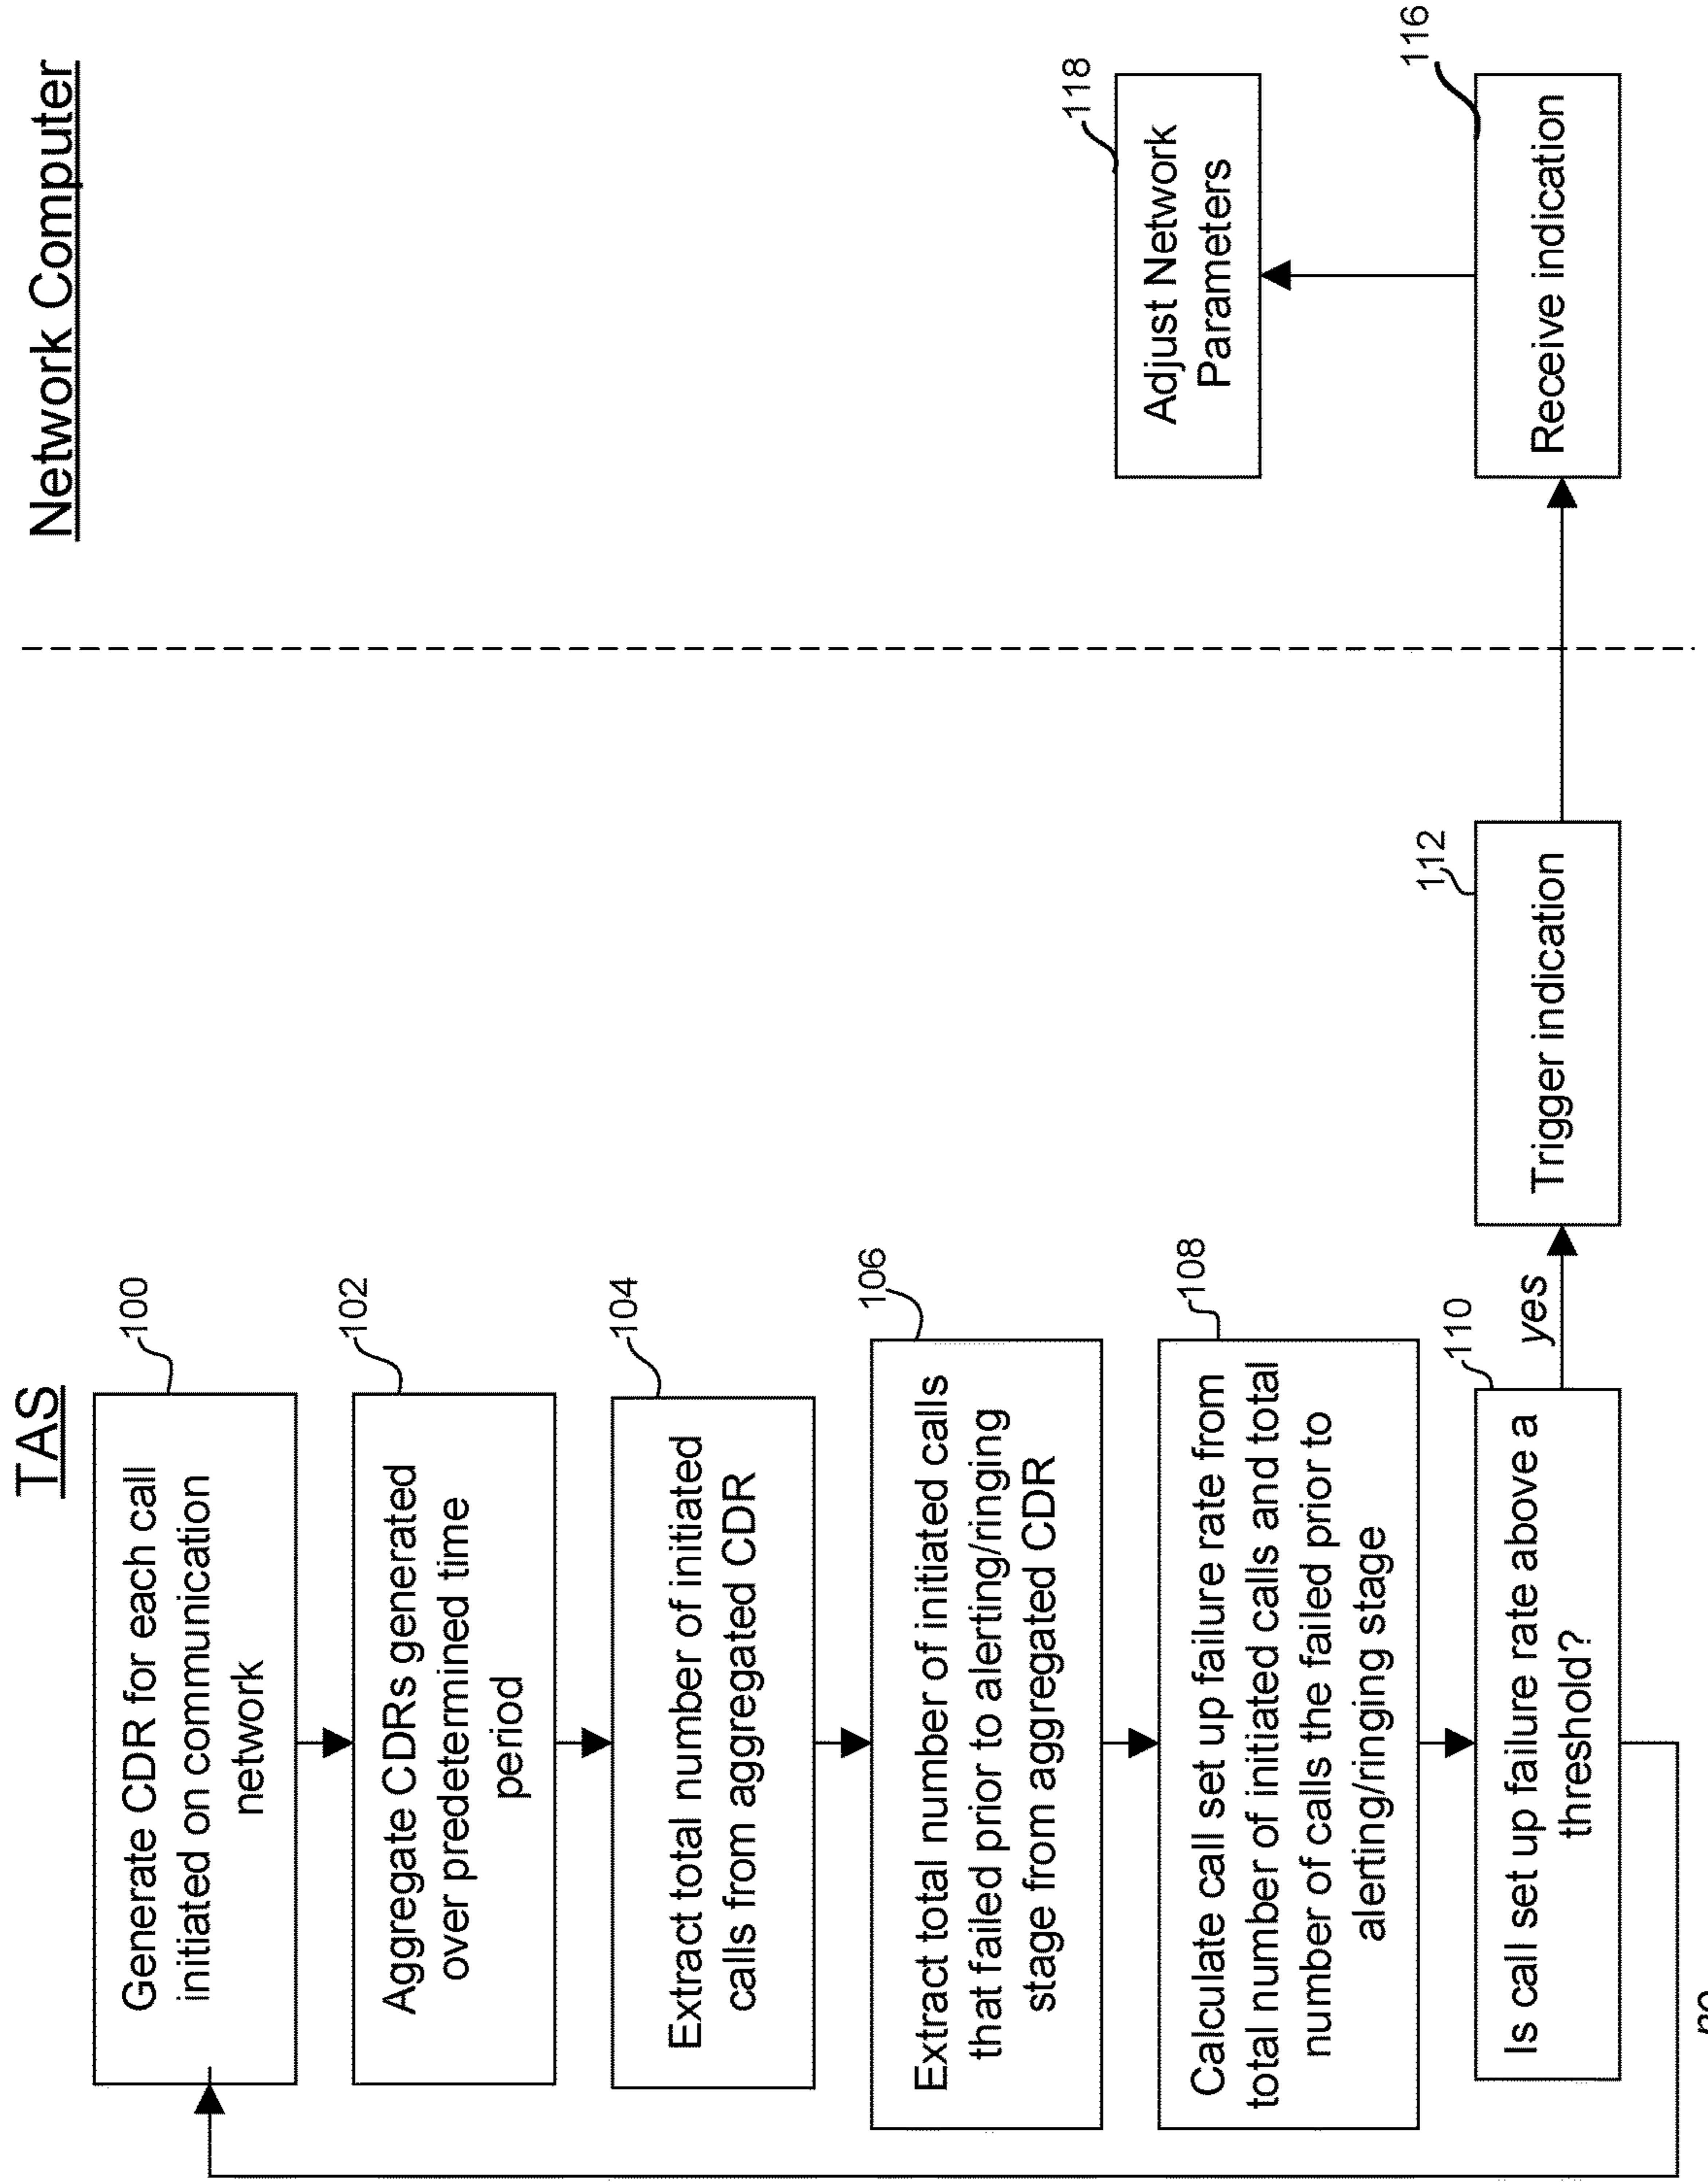 TAS
Network Computer
100
Generate CDR for each call
initiated on communication
network
102
Aggregate CDRs generated
over predetermined time
period
104
Extract total number of initiated
calls from aggregated CDR
106
Extract total number of initiated calls
that failed prior to alerting/ringing
stage from aggregated CDR
108
Calculate call set up failure rate from
total number of initiated calls and total
number of calls the failed prior to
alerting/ringing stage
110
Is call set up failure rate above a
threshold?
yes
no
112
Trigger indication
116
Receive indication
118
Adjust Network
Parameters